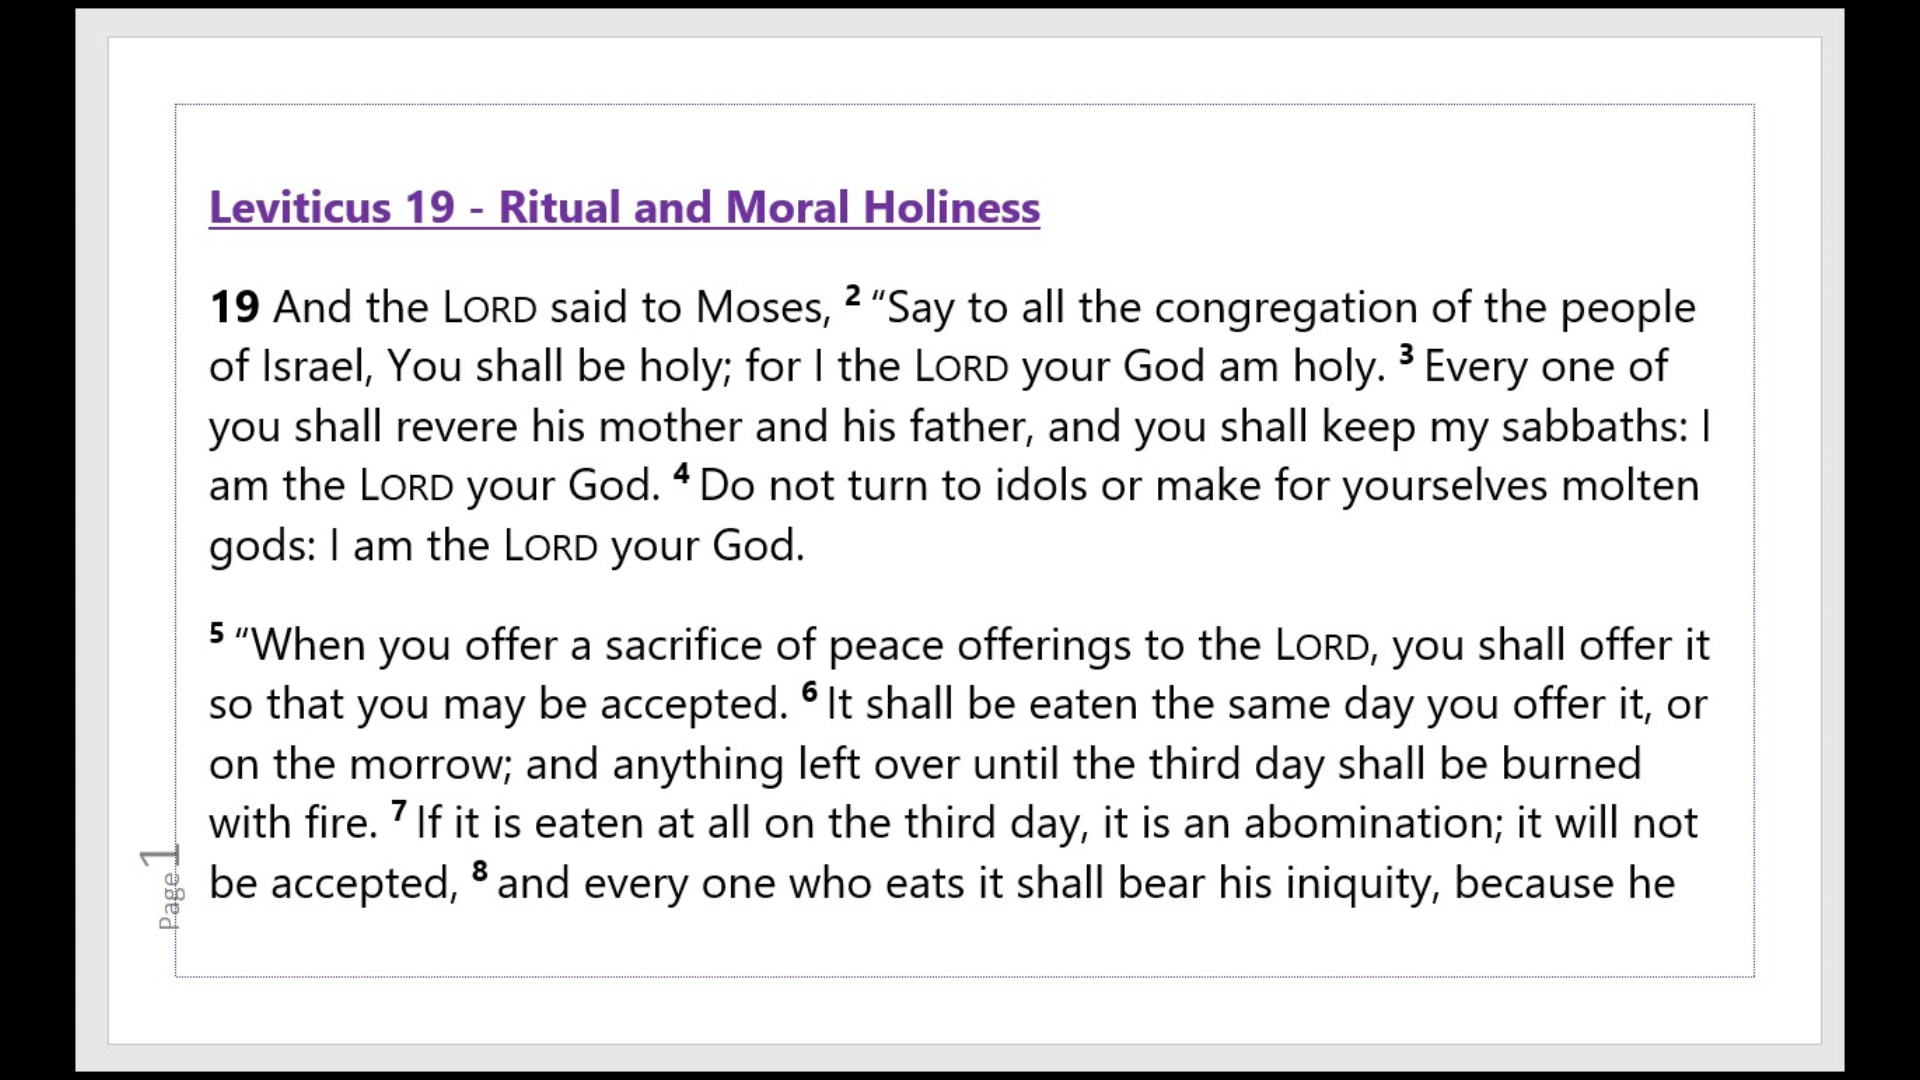 Leviticus 19 - Ritual and Moral Holiness
19 And the LORD said to Moses, 2 “Say to all the congregation of the people
of Israel, You shall be holy; for I the LORD your God am holy. 3 Every one of
you shall revere his mother and his father, and you shall keep my sabbaths: I
am the LORD your God. 4 Do not turn to idols or make for yourselves molten
gods: I am the LORD your God.
5 “When you offer a sacrifice of peace offerings to the LORD, you shall offer it
so that you may be accepted. 6 It shall be eaten the same day you offer it, or
on the morrow; and anything left over until the third day shall be burned
with fire. 7 If it is eaten at all on the third day, it is an abomination; it will not
be accepted, 8 and every one who eats it shall bear his iniquity, because he
Page 1